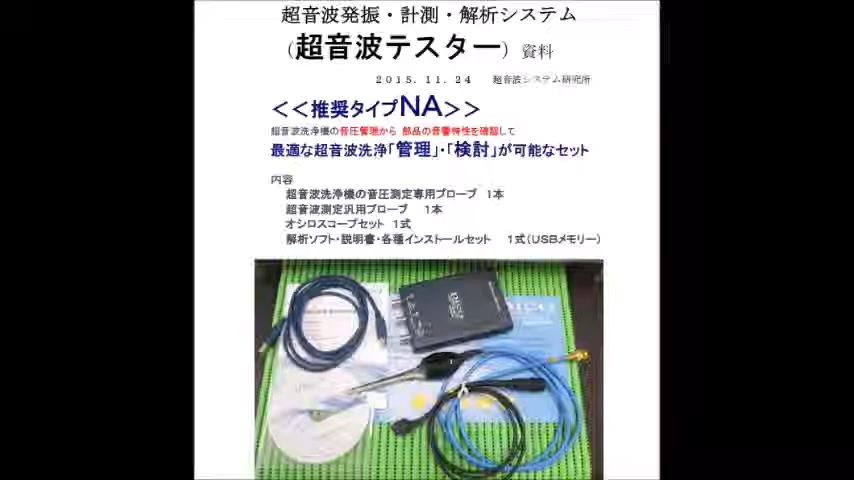 超音波発振・計測・解析システム
（超音波テスター）資料
２０１５．１１．２４　超音波システム研究所
＜＜推奨タイプNA＞＞
超音波洗浄機の音圧管理から 部品の音響特性を確認して
最適な超音波洗浄「管理」・「検討」が可能なセット
内容
超音波洗浄機の音圧測定専用プローブ　1本
超音波測定汎用プローブ　1本
オシロスコープセット　1式
解析ソフト・説明書・各種インストールセット　1式（USBメモリー）
pico
PICO